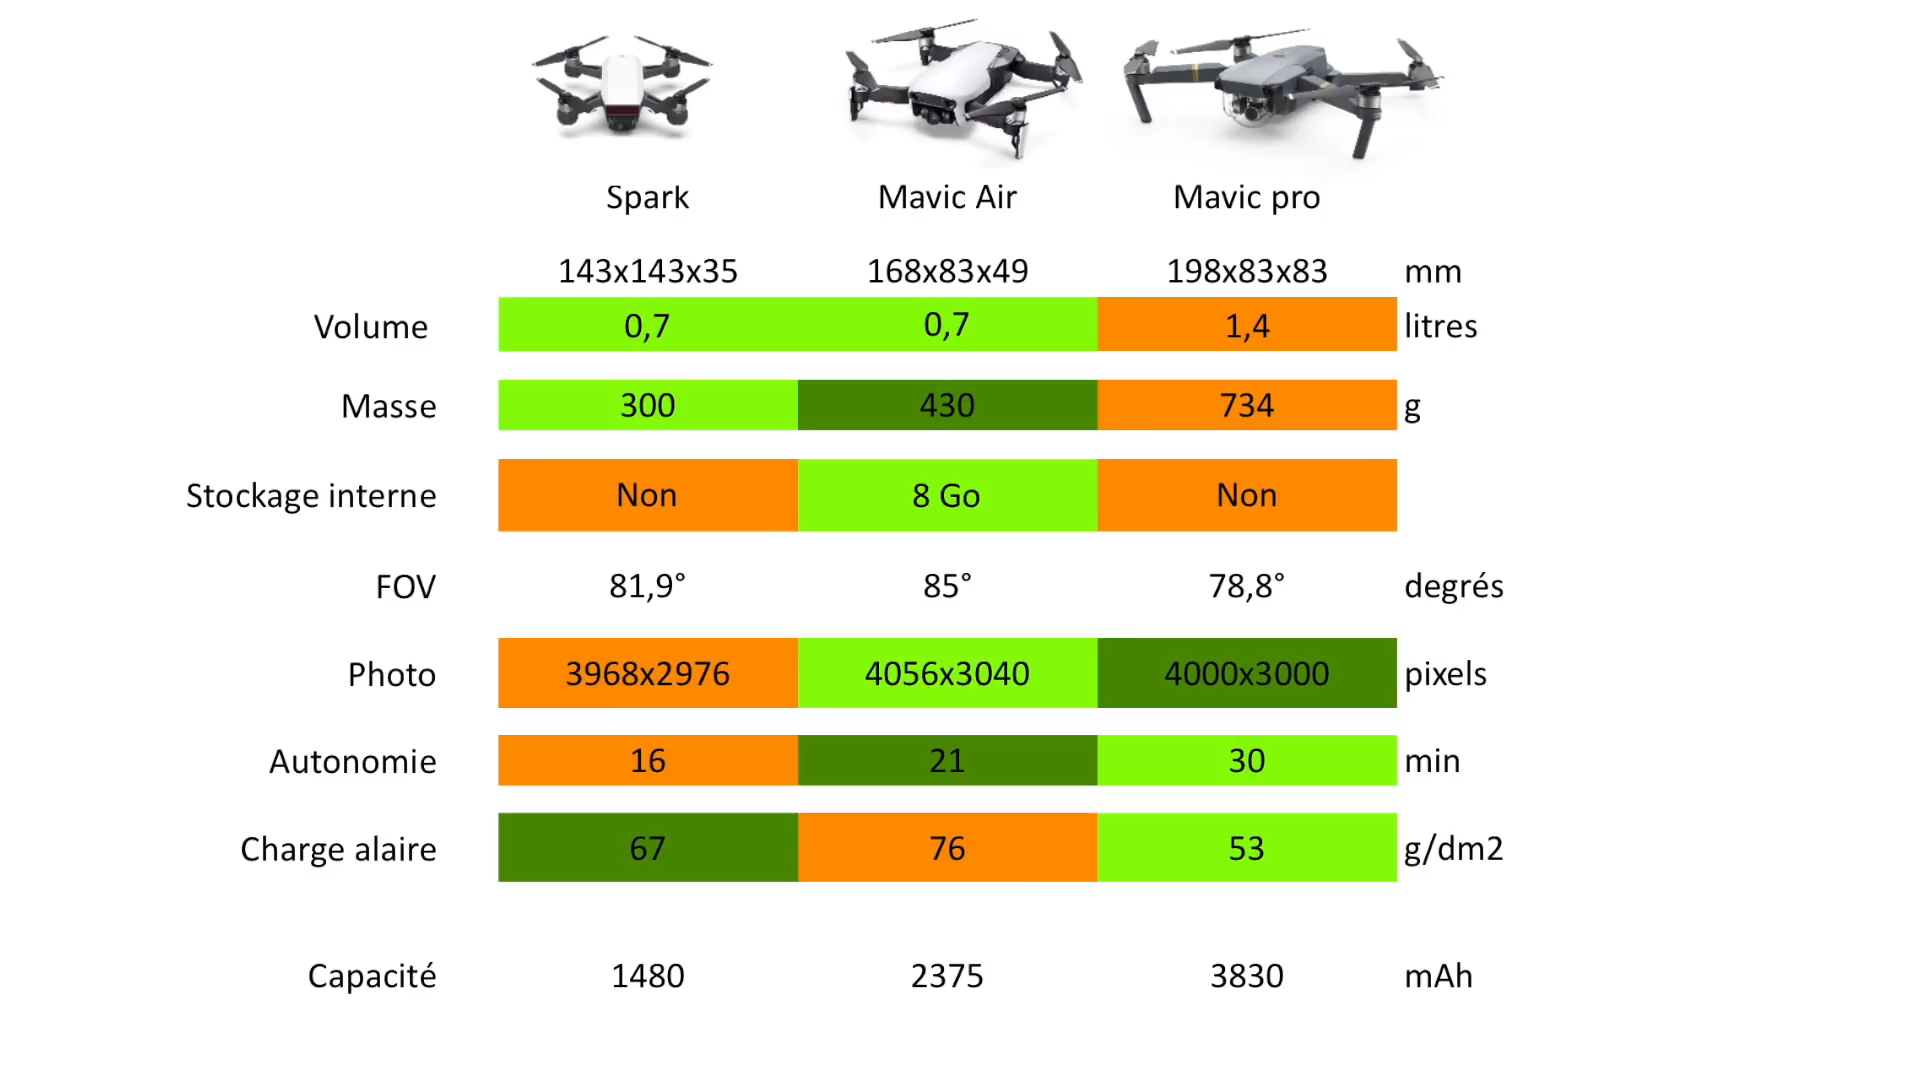 Spark Mavic Air Mavic pro
143x143x35 168x83x49 198x83x83 mm
Volume 0,7 0,7 1,4 litres
Masse 300 430 734 g
Stockage interne Non 8 Go Non
FOV 81,9° 85° 78,8° degrés
Photo 3968x2976 4056x3040 4000x3000 pixels
Autonomie 16 21 30 min
Charge alaire 67 76 53 g/dm2
Capacité 1480 2375 3830 mAh